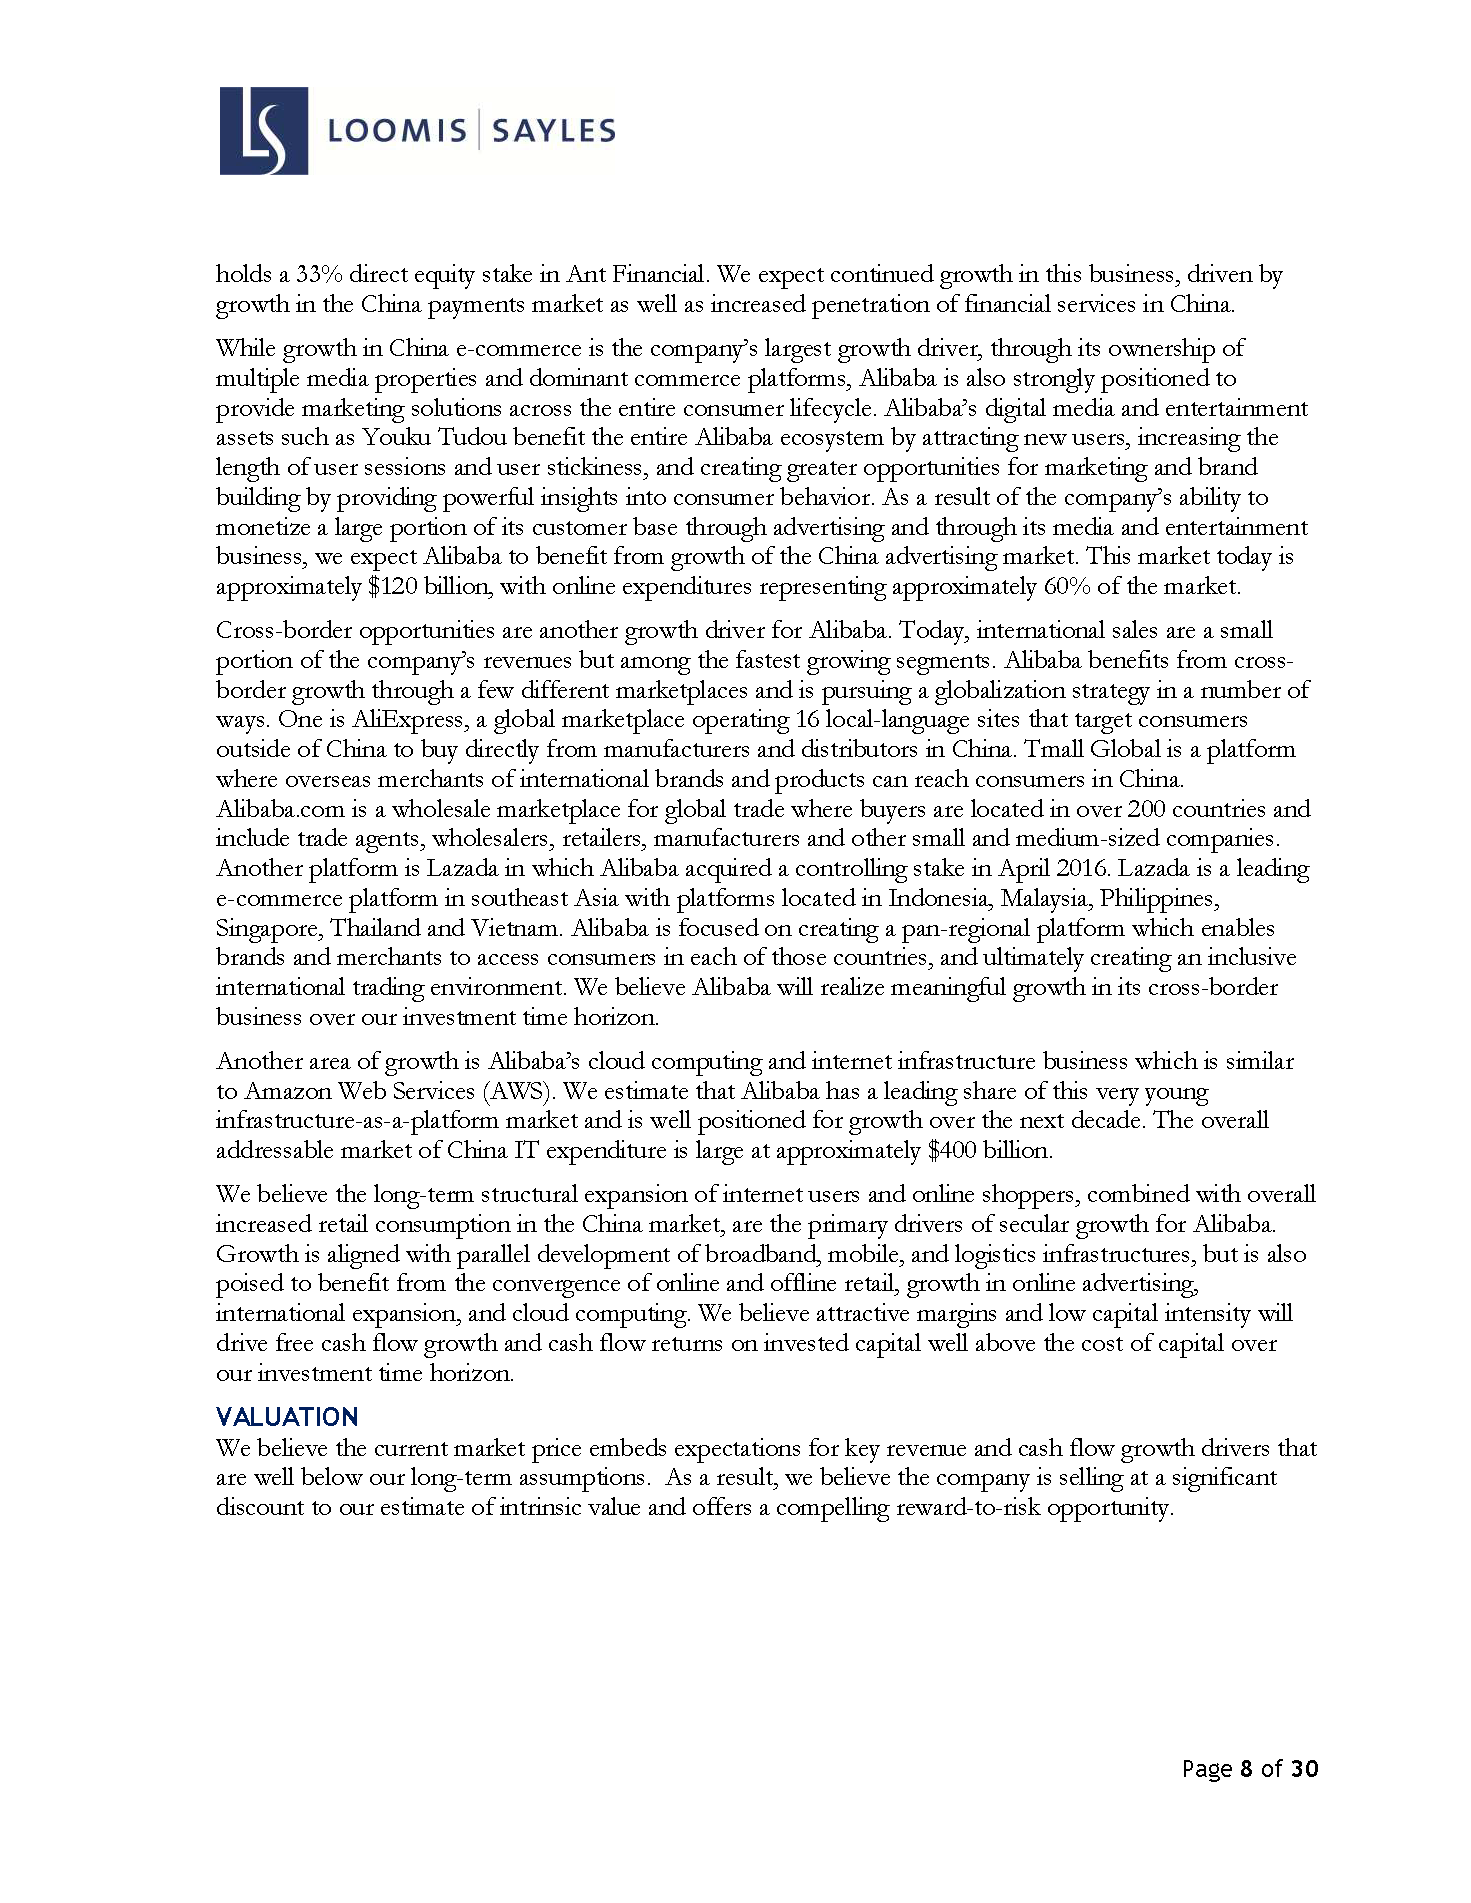 LS LOOMIS | SAYLES
holds a 33% direct equity stake in Ant Financial. We expect continued growth in this business, driven by
growth in the China payments market as well as increased penetration of financial services in China.
While growth in China e-commerce is the company’s largest growth driver, through its ownership of
multiple media properties and dominant commerce platforms, Alibaba is also strongly positioned to
provide marketing solutions across the entire consumer lifecycle. Alibaba’s digital media and entertainment
assets such as Youku Tudou benefit the entire Alibaba ecosystem by attracting new users, increasing the
length of user sessions and user stickiness, and creating greater opportunities for marketing and brand
building by providing powerful insights into consumer behavior. As a result of the company’s ability to
monetize a large portion of its customer base through advertising and through its media and entertainment
business, we expect Alibaba to benefit from growth of the China advertising market. This market today is
approximately $120 billion, with online expenditures representing approximately 60% of the market.
Cross-border opportunities are another growth driver for Alibaba. Today, international sales are a small
portion of the company’s revenues but among the fastest growing segments. Alibaba benefits from cross-
border growth through a few different marketplaces and is pursuing a globalization strategy in a number of
ways. One is AliExpress, a global marketplace operating 16 local-language sites that target consumers
outside of China to buy directly from manufacturers and distributors in China. Tmall Global is a platform
where overseas merchants of international brands and products can reach consumers in China.
Alibaba.com is a wholesale marketplace for global trade where buyers are located in over 200 countries and
include trade agents, wholesalers, retailers, manufacturers and other small and medium-sized companies.
Another platform is Lazada in which Alibaba acquired a controlling stake in April 2016. Lazada is a leading
e-commerce platform in southeast Asia with platforms located in Indonesia, Malaysia, Philippines,
Singapore, Thailand and Vietnam. Alibaba is focused on creating a pan-regional platform which enables
brands and merchants to access consumers in each of those countries, and ultimately creating an inclusive
international trading environment. We believe Alibaba will realize meaningful growth in its cross-border
business over our investment time horizon.
Another area of growth is Alibaba’s cloud computing and internet infrastructure business which is similar
to Amazon Web Services (AWS). We estimate that Alibaba has a leading share of this very young
infrastructure-as-a-platform market and is well positioned for growth over the next decade. The overall
addressable market of China IT expenditure is large at approximately $400 billion.
We believe the long-term structural expansion of internet users and online shoppers, combined with overall
increased retail consumption in the China market, are the primary drivers of secular growth for Alibaba.
Growth is aligned with parallel development of broadband, mobile, and logistics infrastructures, but is also
poised to benefit from the convergence of online and offline retail, growth in online advertising,
international expansion, and cloud computing. We believe attractive margins and low capital intensity will
drive free cash flow growth and cash flow returns on invested capital well above the cost of capital over
our investment time horizon.
VALUATION
We believe the current market price embeds expectations for key revenue and cash flow growth drivers that
are well below our long-term assumptions. As a result, we believe the company is selling at a significant
discount to our estimate of intrinsic value and offers a compelling reward-to-risk opportunity.
Page 8 of 30